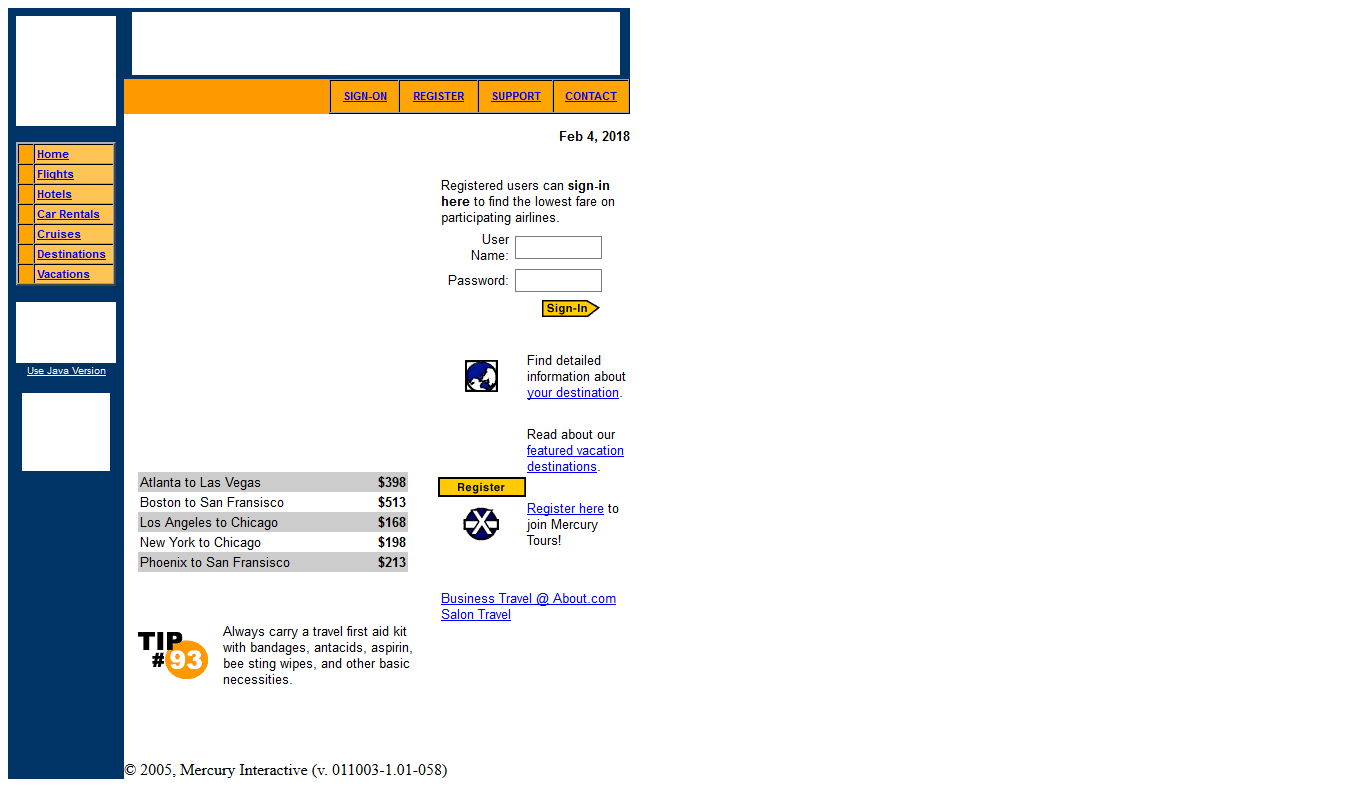 SIGN-ON REGISTER SUPPORT CONTACT
Feb 4, 2018
Home
Flights
Hotels
Car Rentals
Cruises
Destinations
Vacations
Use Java Version
Registered users can sign-in
here to find the lowest fare on
participating airlines.
User
Name:
Password:
Sign-In
Find detailed
information about
your destination.
Read about our
featured vacation
destinations.
Register
Register here to
join Mercury
Tours!
Atlanta to Las Vegas $398
Boston to San Fransisco $513
Los Angeles to Chicago $168
New York to Chicago $198
Phoenix to San Fransisco $213
Business Travel @ About.com
Salon Travel
TIP
#93
Always carry a travel first aid kit
with bandages, antacids, aspirin,
bee sting wipes, and other basic
necessities.
© 2005, Mercury Interactive (v. 011003-1.01-058)